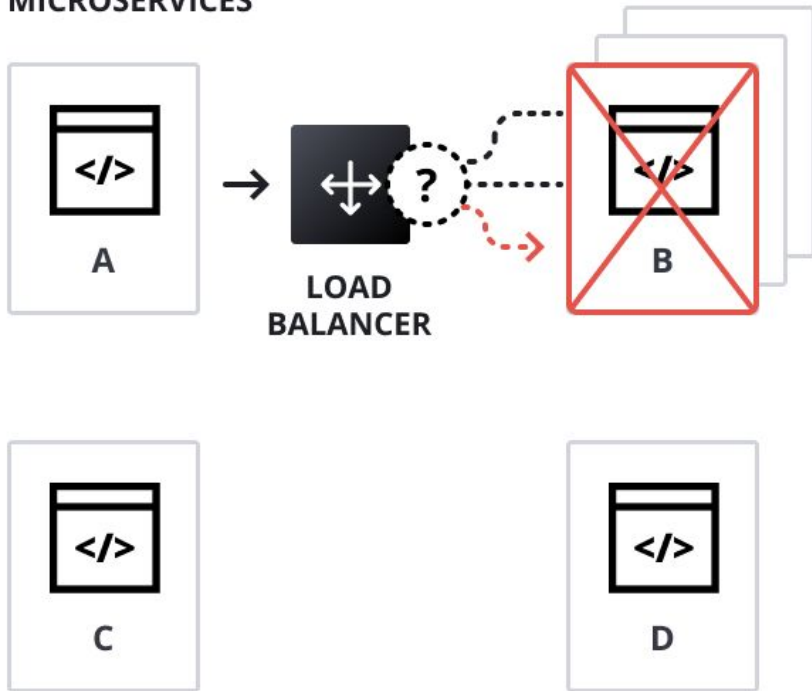 MICROSERVICES
</>
A
?
LOAD
BALANCER
</>
B
</>
C
</>
D